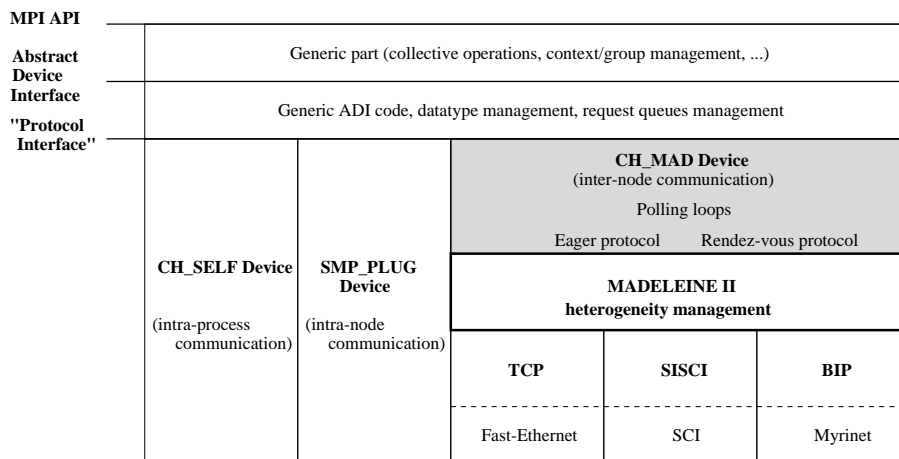 MPI API
Generic part (collective operations, context/group management, ...)
Abstract
Device
Interface
Generic ADI code, datatype management, request queues management
"Protocol
Interface"
CH_MAD Device
(inter-node communication)
Polling loops
Eager protocol Rendez-vous protocol
CH_SELF Device
(intra-process
communication)
SMP_PLUG
Device
(intra-node
communication)
MADELEINE II
heterogeneity management
TCP SISCI BIP
Fast-Ethernet SCI Myrinet